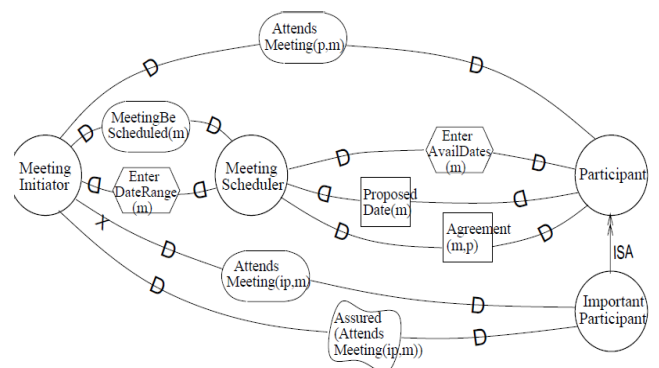 Attends
Meeting(p,m)
D
D
MeetingBe
Scheduled(m)
D
D
Enter
AvailDates
(m)
D
D
Meeting
Initiator
Enter
DateRange
(m)
D
D
Meeting
Scheduler
Proposed
Date(m)
D
D
Participant
Agreement
(m,p)
D
D
X
ISA
Attends
Meeting(ip,m)
D
D
Important
Participant
Assured
(Attends
Meeting(ip,m))
D
D